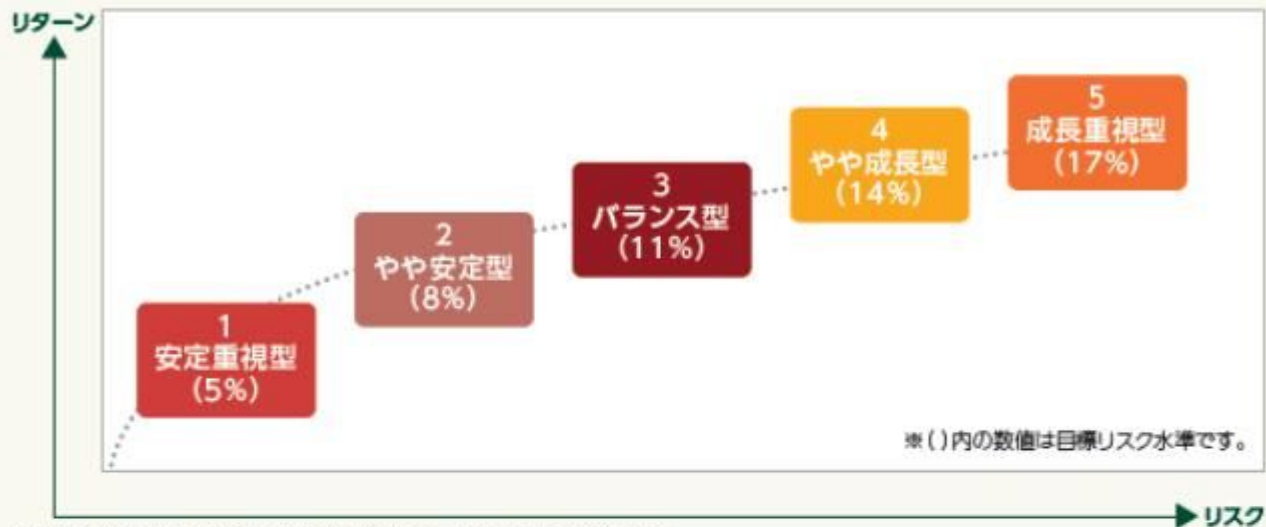 リターン
5
成長重視型
(17%)
4
やや成長型
(14%)
3
バランス型
(11%)
2
やや安定型
(8%)
1
安定重視型
(5%)
※( )内の数値は目標リスク水準です。
リスク